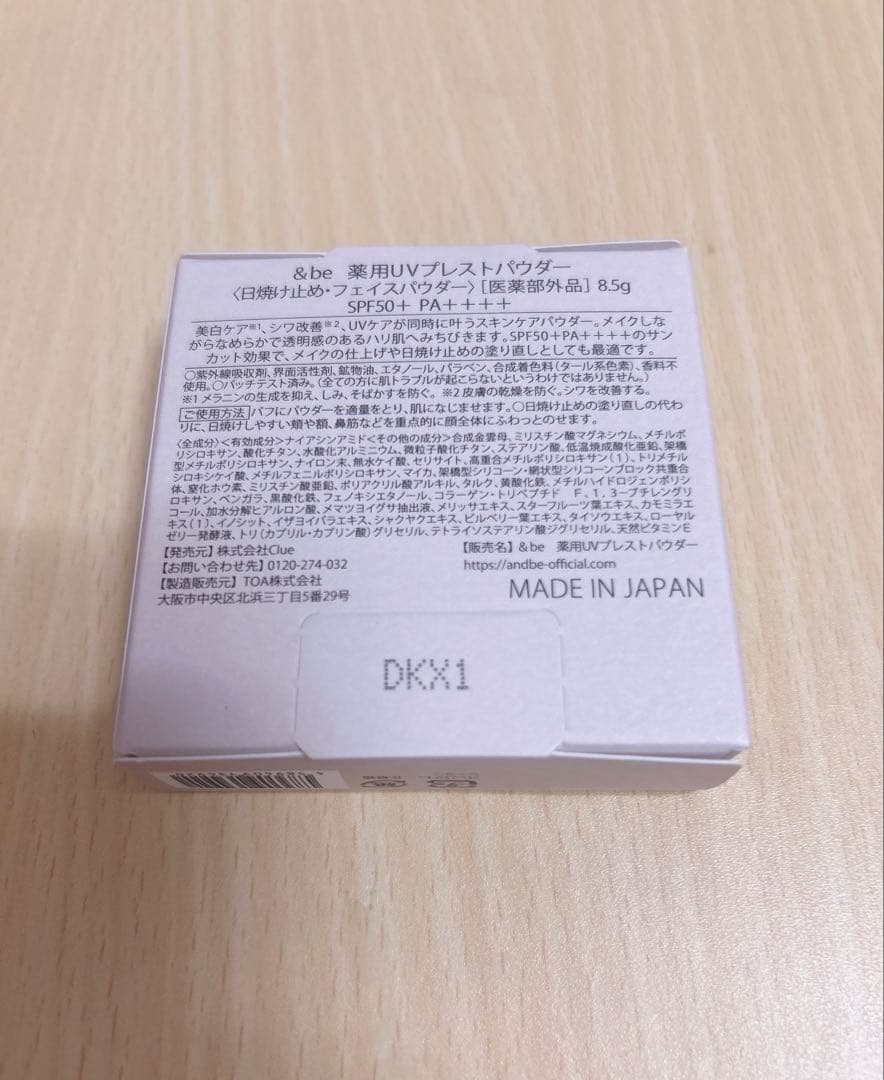 &be 薬用UVプレストパウダー
〈日焼け止め・フェイスパウダー〉［医薬部外品］8.5g
SPF50＋ PA＋＋＋＋
美白ケア※1、シワ改善※2、UVケアが同時に叶うスキンケアパウダー。メイクしな
がらなめらかで透明感のあるハリ肌へみちびきます。SPF50＋PA＋＋＋＋のサン
カット効果で、メイクの仕上げや日焼け止めの塗り直しとしても最適です。
○紫外線吸収剤、界面活性剤、鉱物油、エタノール、パラベン、合成着色料（タール系色素）、香料不
使用。○パッチテスト済み。（全ての方に肌トラブルが起こらないというわけではありません。）
※1 メラニンの生成を抑え、しみ、そばかすを防ぐ。 ※2 皮膚の乾燥を防ぐ。シワを改善する。
ご使用方法 パフにパウダーを適量をとり、肌になじませます。○日焼け止めの塗り直しの代わ
りに、日焼けしやすい頬や額、鼻筋などを重点的に顔全体にふわっとのせます。
〈全成分〉＜有効成分＞ナイアシンアミド＜その他の成分＞合成金雲母、ミリスチン酸マグネシウム、メチルポ
リシロキサン、酸化チタン、水酸化アルミニウム、微粒子酸化チタン、ステアリン酸、低温焼成酸化亜鉛、架橋
型メチルポリシロキサン、ナイロン末、無水ケイ酸、セリサイト、高重合メチルポリシロキサン（1）、トリメチル
シロキシケイ酸、メチルフェニルポリシロキサン、マイカ、架橋型シリコーン・網状型シリコーンブロック共重合
体、窒化ホウ素、ミリスチン酸亜鉛、ポリアクリル酸アルキル、タルク、黄酸化鉄、メチルハイドロジェンポリシ
ロキサン、ベンガラ、黒酸化鉄、フェノキシエタノール、コラーゲン・トリペプチド F、1，3－ブチレングリ
コール、加水分解ヒアルロン酸、メマツヨイグサ抽出液、メリッサエキス、スターフルーツ葉エキス、カモミラエ
キス（1）、イノシット、イザヨイバラエキス、シャクヤクエキス、ビルベリー葉エキス、タイソウエキス、ローヤル
ゼリー発酵液、トリ（カプリル・カプリン酸）グリセリル、テトライソステアリン酸ジグリセリル、天然ビタミンE
【発売元】株式会社Clue
【販売名】&be 薬用UVプレストパウダー
【お問い合わせ先】0120-274-032
https://andbe-official.com
【製造販売元】TOA株式会社
大阪市中央区北浜三丁目5番29号
MADE IN JAPAN
DKX1